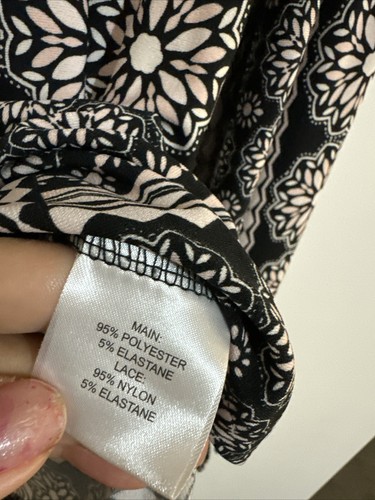 MAIN:
95% POLYESTER
5% ELASTANE
LACE:
95% NYLON
5% ELASTANE